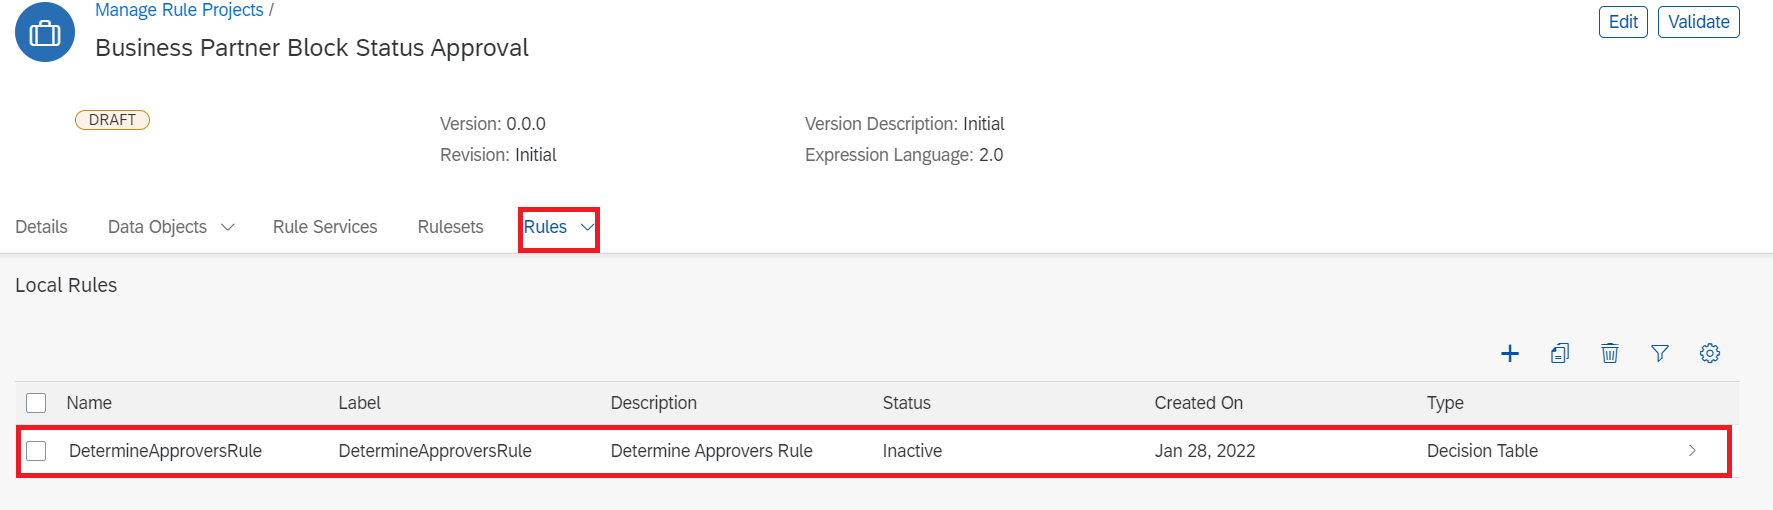 Manage Rule Projects /
Business Partner Block Status Approval
Edit Validate
DRAFT
Version: 0.0.0 Version Description: Initial
Revision: Initial Expression Language: 2.0
Details Data Objects Rule Services Rulesets Rules
Local Rules
Name Label Description Status Created On Type
DetermineApproversRule DetermineApproversRule Determine Approvers Rule Inactive Jan 28, 2022 Decision Table